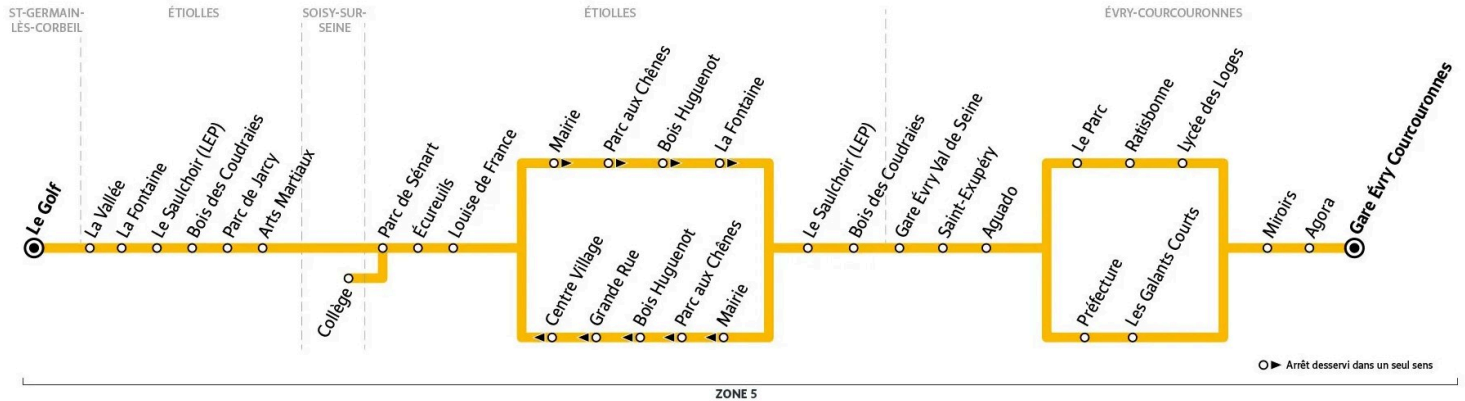 ST-GERMAIN-
LÈS-CORBEIL
ÉTIOLLES
SOISY-SUR-
SEINE
ÉTIOLLES
ÉVRY-COURCOURONNES
Le Golf
La Vallée
La Fontaine
Le Saulchoir (LEP)
Bois des Coudraies
Parc de Jarcy
Arts Martiaux
Collège
Parc de Sénart
Écureuils
Louise de France
Mairie
Parc aux Chênes
Bois Huguenot
La Fontaine
Centre Village
Grande Rue
Bois Huguenot
Parc aux Chênes
Mairie
Le Saulchoir (LEP)
Bois des Coudraies
Gare Évry Val de Seine
Saint-Exupéry
Aguado
Le Parc
Ratisbonne
Lycée des Loges
Préfecture
Les Galants Courts
Miroirs
Agora
Gare Évry Courcouronnes
Arrêt desservi dans un seul sens
ZONE 5